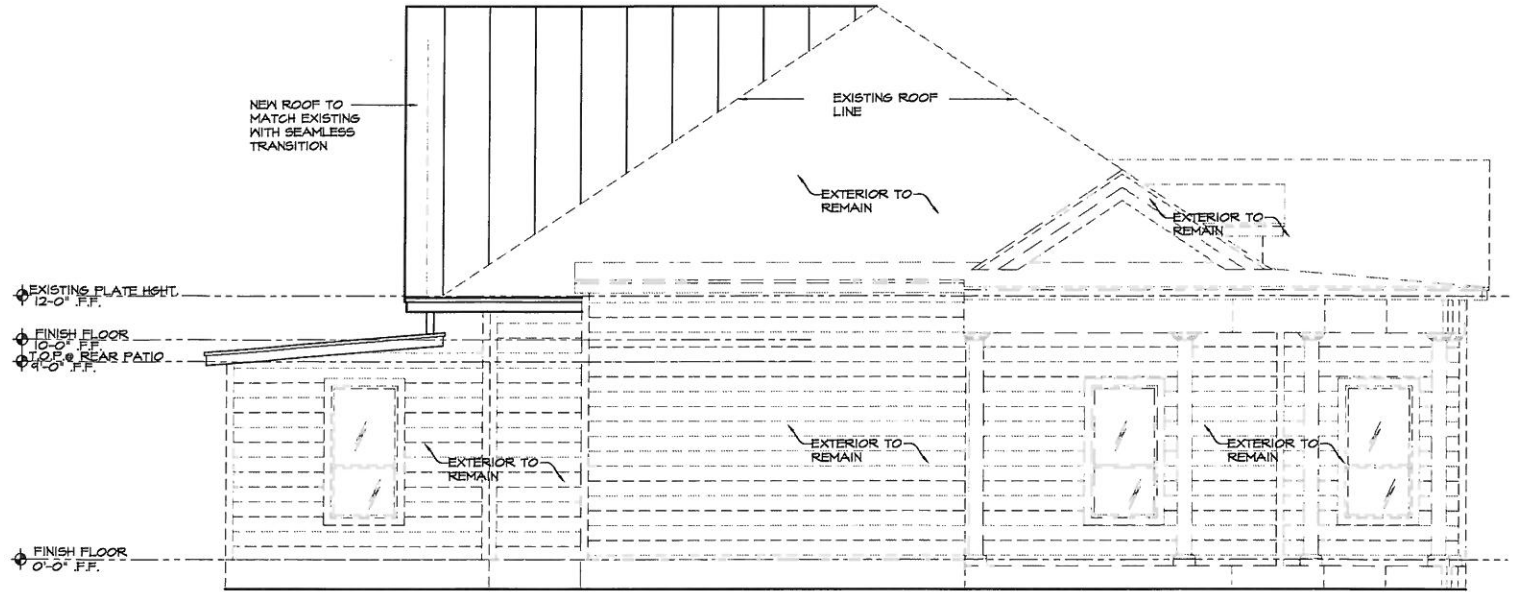 NEW ROOF TO
MATCH EXISTING
WITH SEAMLESS
TRANSITION
EXISTING ROOF
LINE
EXTERIOR TO
REMAIN
EXTERIOR TO
REMAIN
EXISTING PLATE HGHT.
12'-0" F.F.
FINISH FLOOR
10'-0" F.F.
T.O.P.@ REAR PATIO
9'-0" F.F.
EXTERIOR TO
REMAIN
EXTERIOR TO
REMAIN
EXTERIOR TO
REMAIN
FINISH FLOOR
0'-0" F.F.